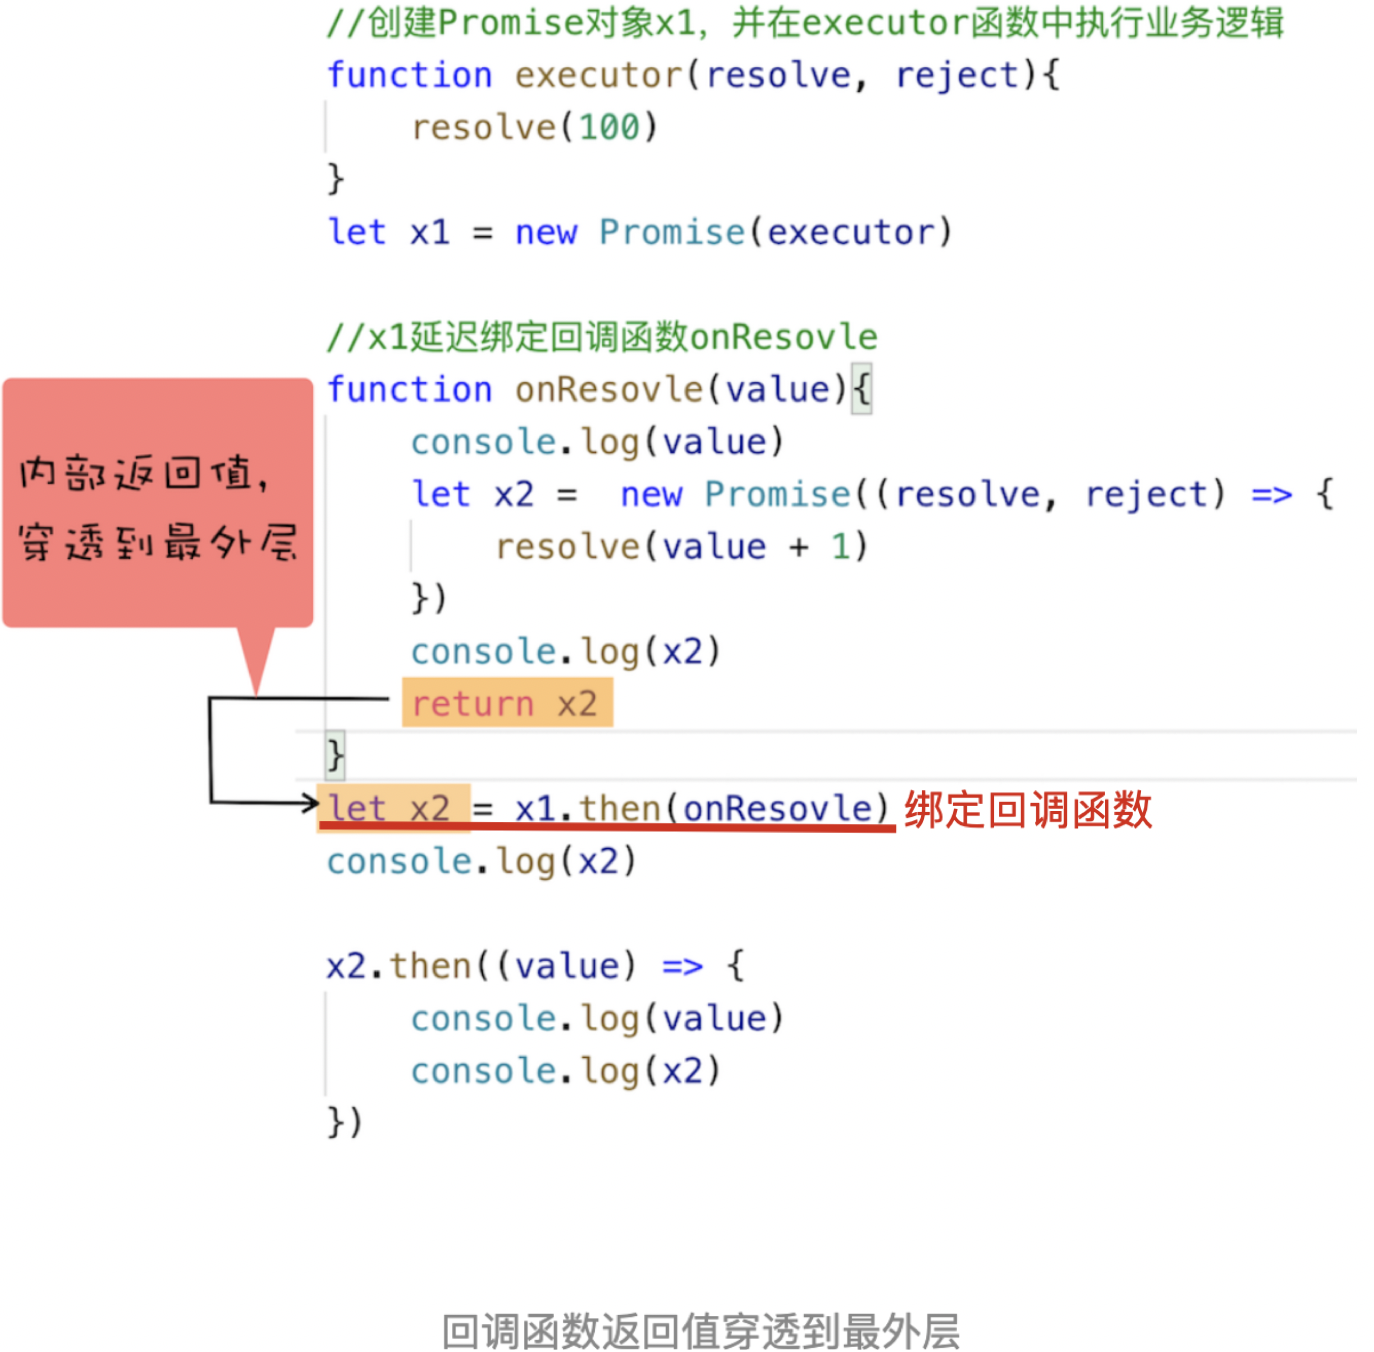 //创建Promise对象x1，并在executor函数中执行业务逻辑
function executor(resolve, reject){
    resolve(100)
}
let x1 = new Promise(executor)
//x1延迟绑定回调函数onResovle
function onResovle(value){
    console.log(value)
    let x2 =  new Promise((resolve, reject) => {
        resolve(value + 1)
    })
    console.log(x2)
    return x2
}
内部返回值，
穿透到最外层
let x2 = x1.then(onResovle) 绑定回调函数
console.log(x2)
x2.then((value) => {
    console.log(value)
    console.log(x2)
})
回调函数返回值穿透到最外层